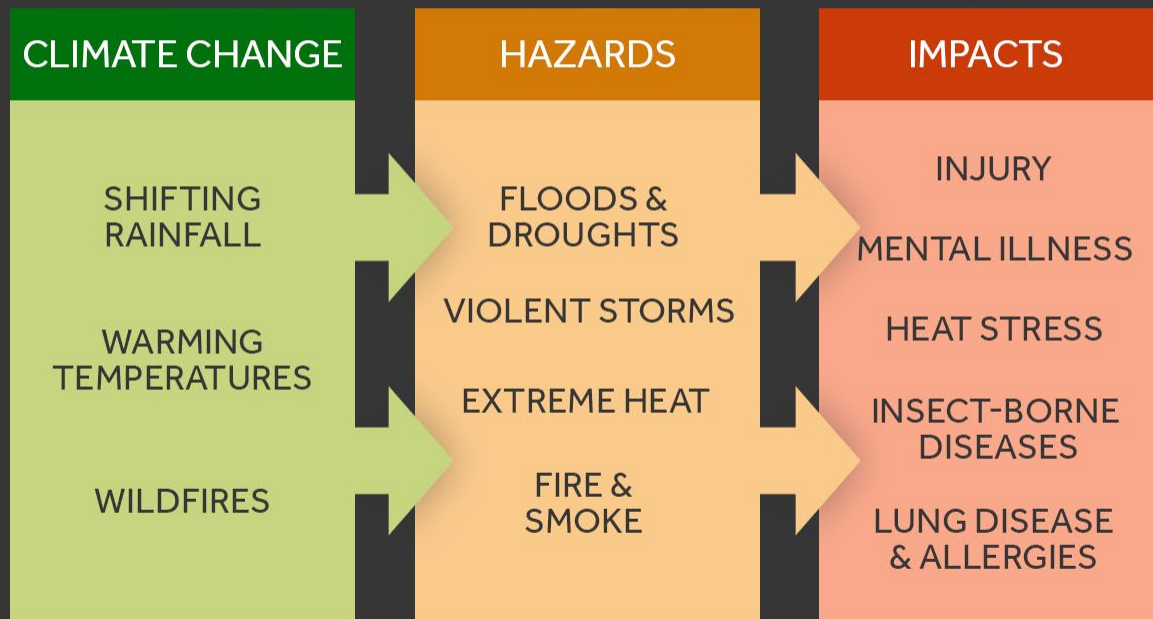 CLIMATE CHANGE
SHIFTING
RAINFALL
WARMING
TEMPERATURES
WILDFIRES
HAZARDS
FLOODS &
DROUGHTS
VIOLENT STORMS
EXTREME HEAT
FIRE &
SMOKE
IMPACTS
INJURY
MENTAL ILLNESS
HEAT STRESS
INSECT-BORNE
DISEASES
LUNG DISEASE
& ALLERGIES